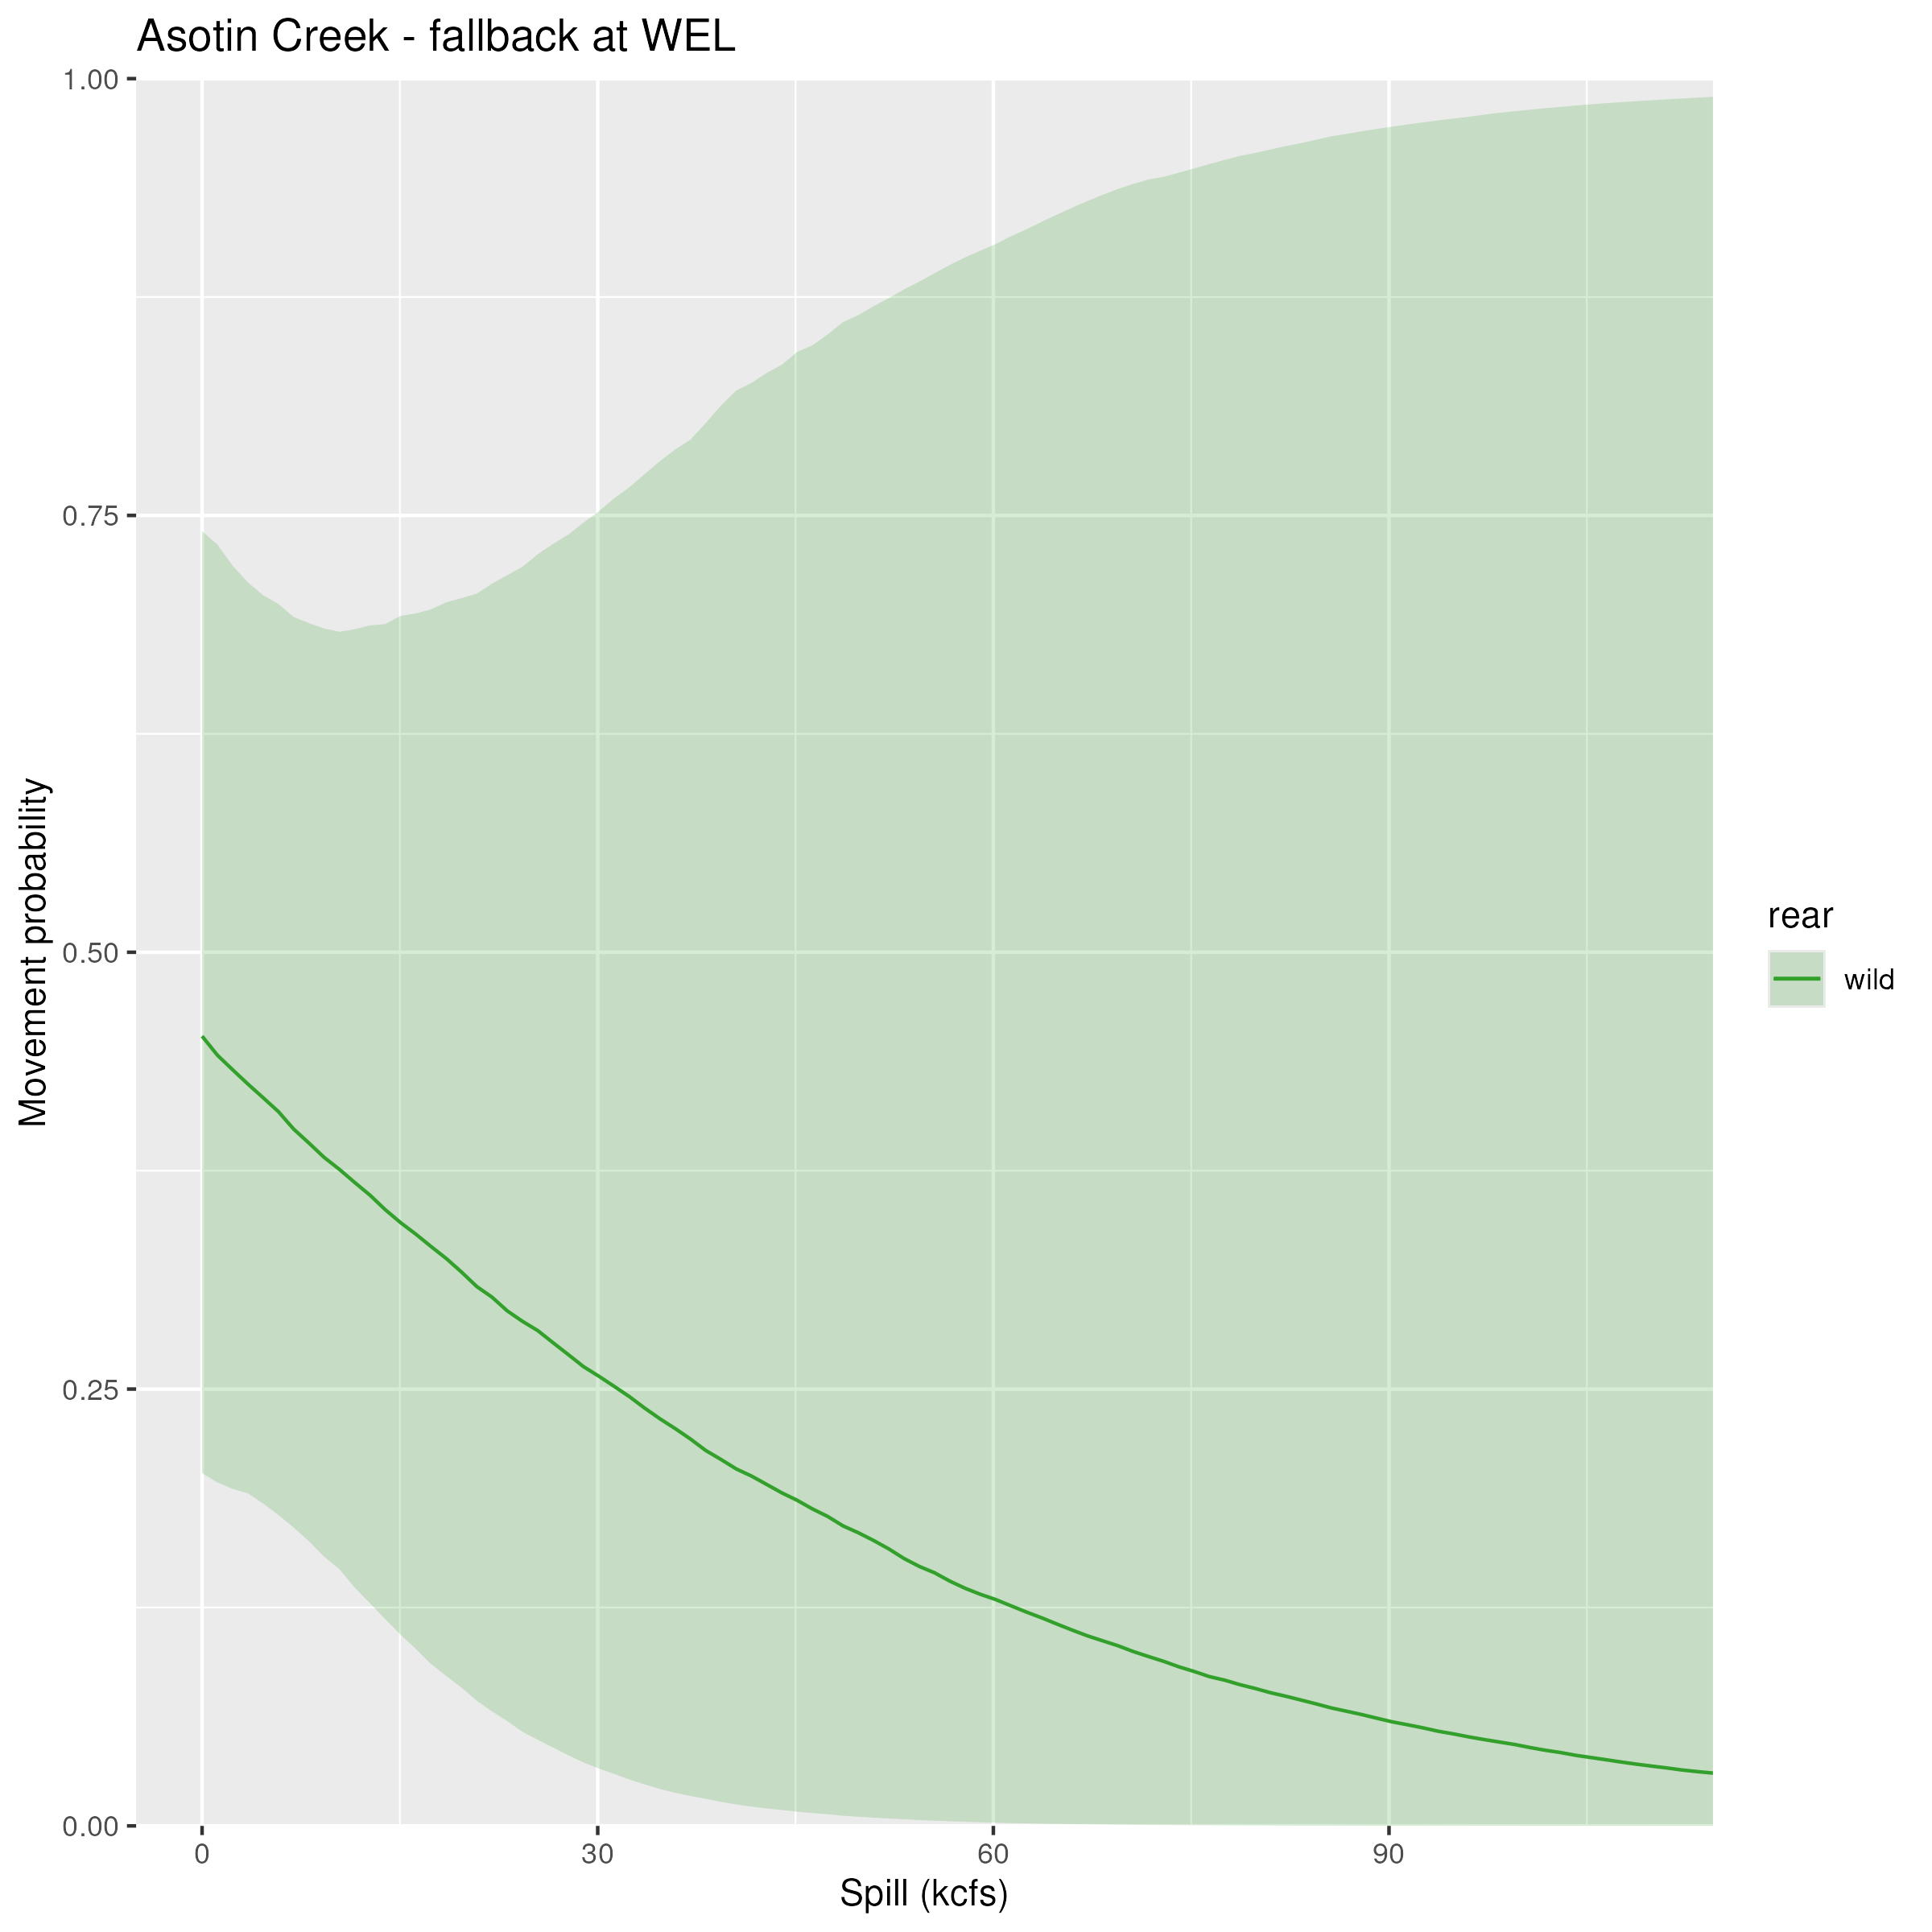 Asotin Creek - fallback at WEL
Movement probability
1.00
0.75
0.50
0.25
0.00
0
30
60
90
Spill (kcfs)
rear
wild